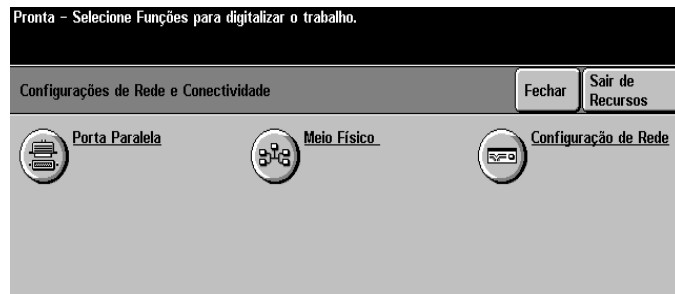 Pronta - Selecione Funções para digitalizar o trabalho.
Configurações de Rede e Conectividade
Fechar
Sair de
Recursos
Porta Paralela
Meio Físico
Configuração de Rede